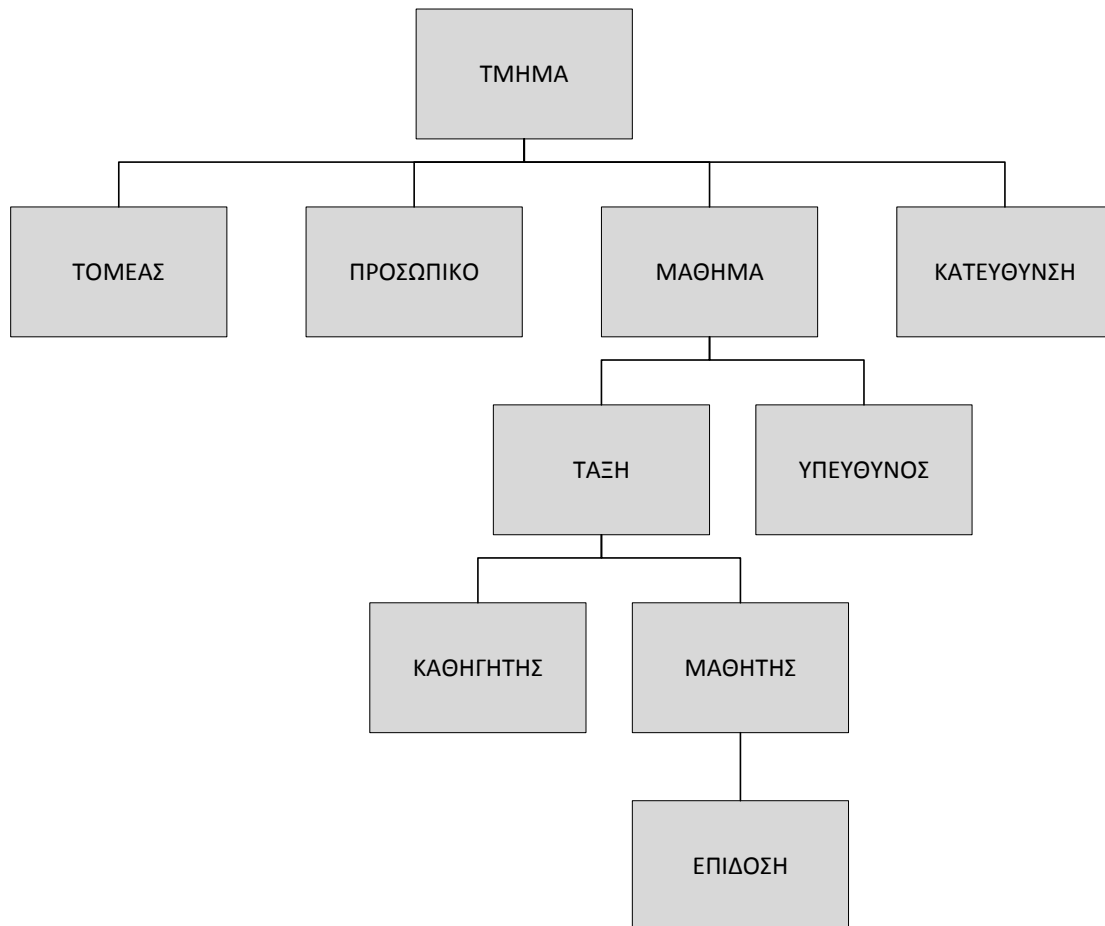 ΤΜΗΜΑ
ΤΟΜΕΑΣ
ΠΡΟΣΩΠΙΚΟ
ΜΑΘΗΜΑ
ΚΑΤΕΥΘΥΝΣΗ
ΤΑΞΗ
ΥΠΕΥΘΥΝΟΣ
ΚΑΘΗΓΗΤΗΣ
ΜΑΘΗΤΗΣ
ΕΠΙΔΟΣΗ